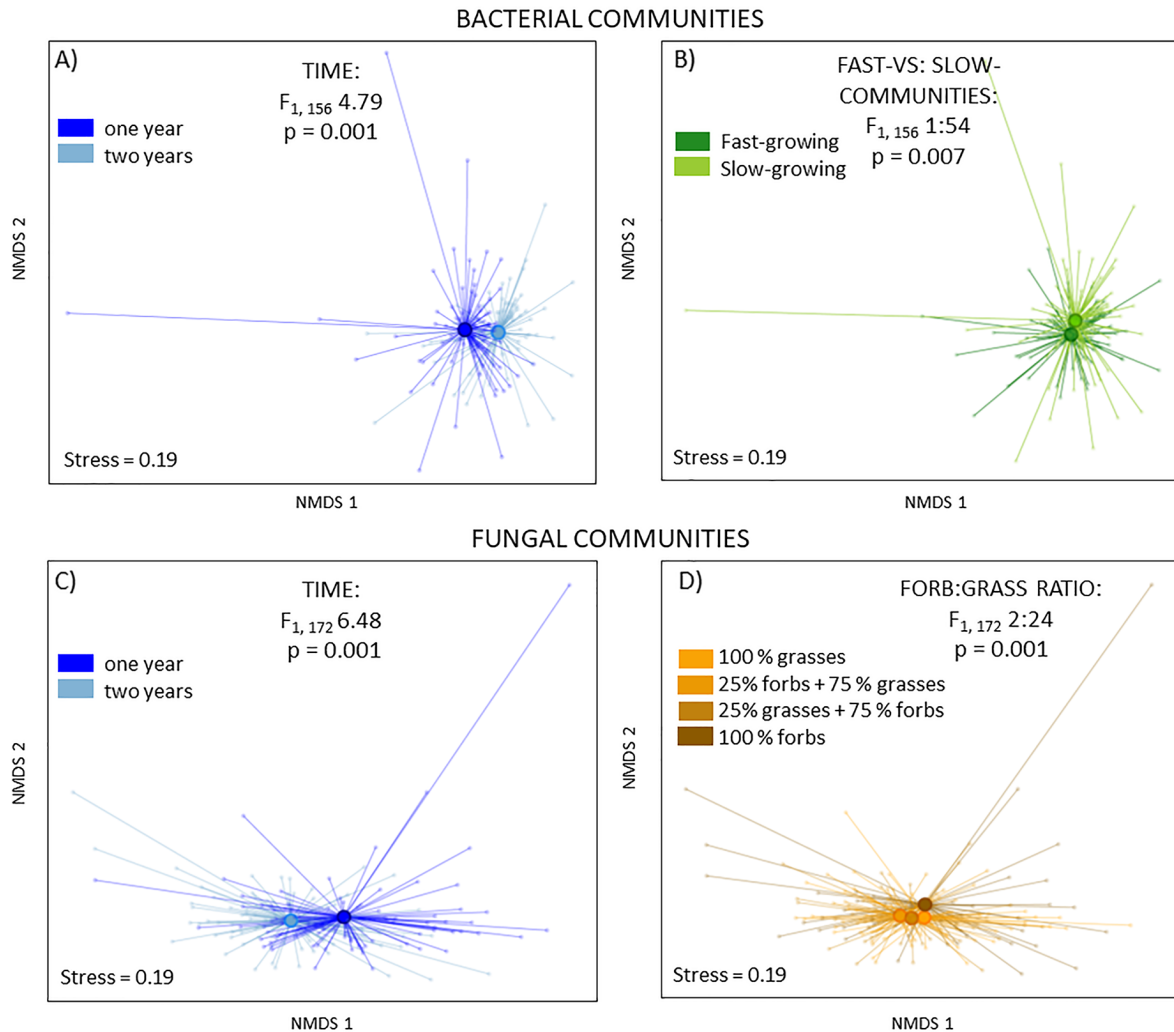 BACTERIAL COMMUNITIES
A)
TIME:
F1, 156 4.79
p = 0.001
one year
two years
Stress = 0.19
NMDS 2
NMDS 1
B)
FAST-VS: SLOW-
COMMUNITIES:
F1, 156 1:54
p = 0.007
Fast-growing
Slow-growing
Stress = 0.19
NMDS 2
NMDS 1
FUNGAL COMMUNITIES
C)
TIME:
F1, 172 6.48
p = 0.001
one year
two years
Stress = 0.19
NMDS 2
NMDS 1
D)
FORB:GRASS RATIO:
F1, 172 2:24
p = 0.001
100 % grasses
25% forbs + 75 % grasses
25% grasses + 75 % forbs
100 % forbs
Stress = 0.19
NMDS 2
NMDS 1